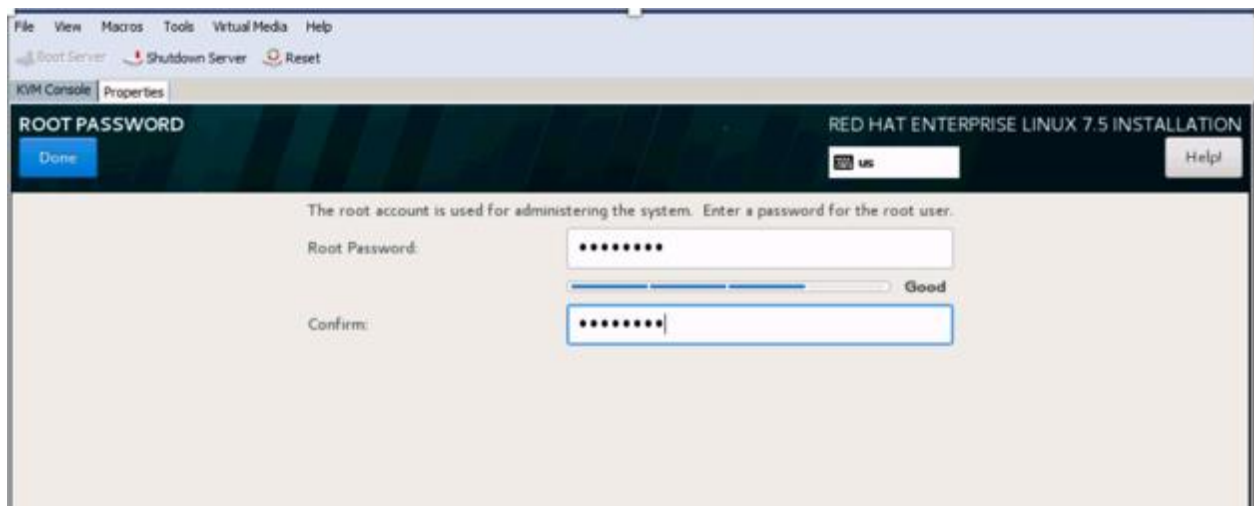 File View Macros Tools Virtual Media Help
Boot Server Shutdown Server Reset
KVM Console Properties
ROOT PASSWORD
RED HAT ENTERPRISE LINUX 7.5 INSTALLATION
Done
us
Help!
The root account is used for administering the system. Enter a password for the root user.
Root Password: ••••••••
Good
Confirm: ••••••••